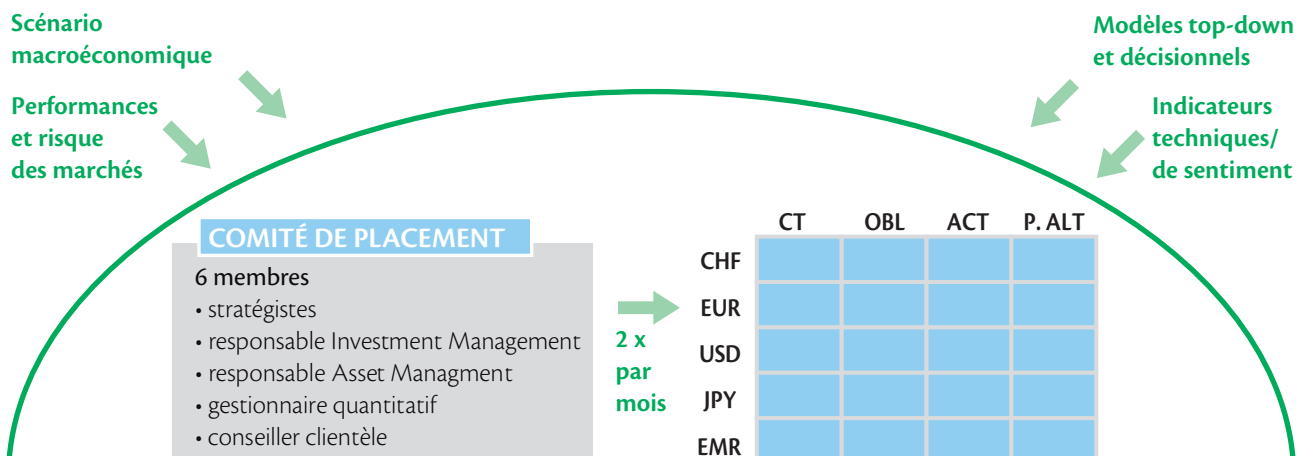 Scénario
macroéconomique
Performances
et risque
des marchés
Modèles top-down
et décisionnels
Indicateurs
techniques/
de sentiment
COMITÉ DE PLACEMENT
6 membres
• stratégistes
• responsable Investment Management
• responsable Asset Managment
• gestionnaire quantitatif
• conseiller clientèle
2 x
par
mois
CT OBL ACT P. ALT
CHF
EUR
USD
JPY
EMR